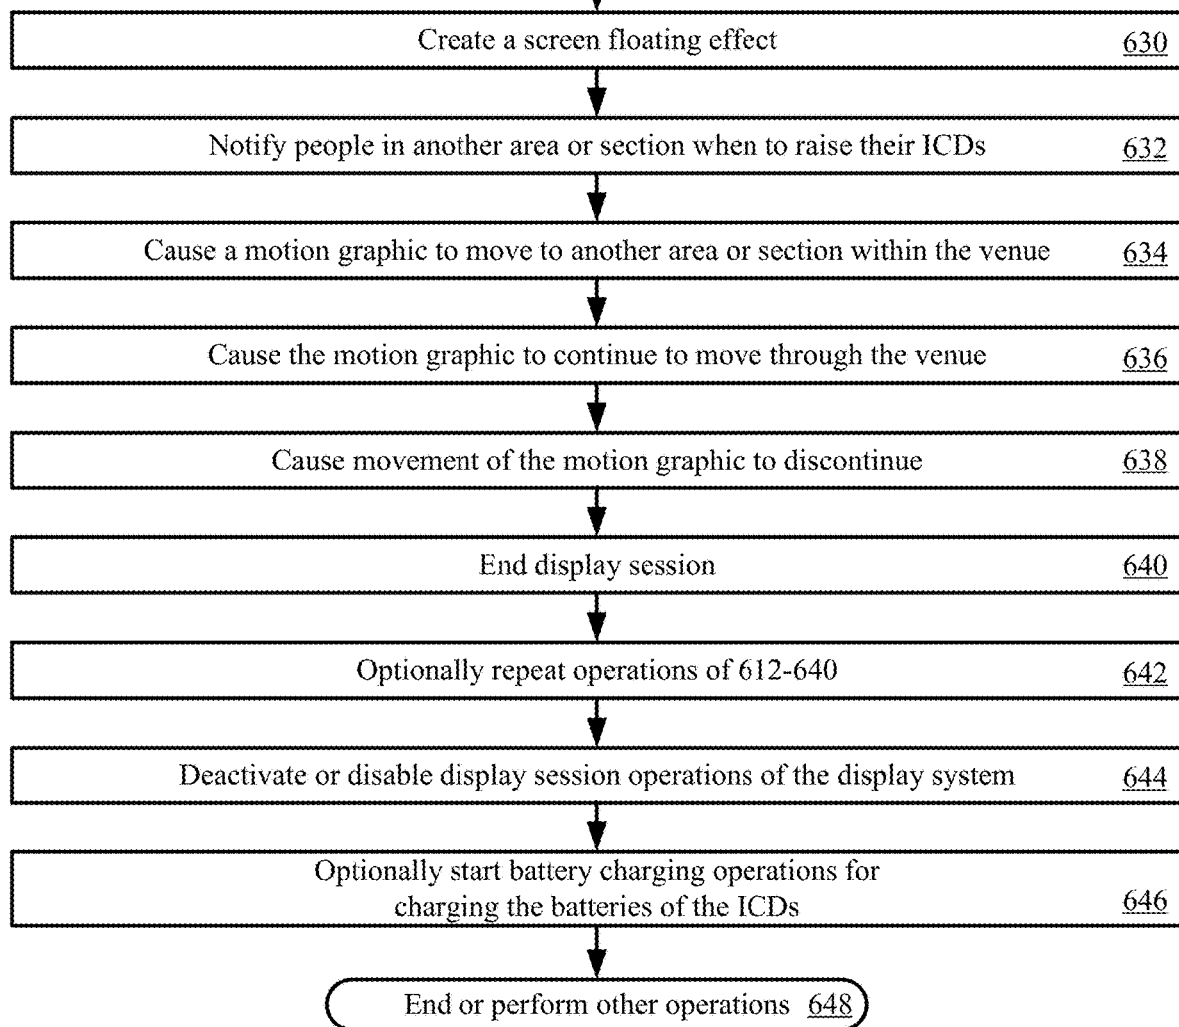 Create a screen floating effect 630
Notify people in another area or section when to raise their ICDs 632
Cause a motion graphic to move to another area or section within the venue 634
Cause the motion graphic to continue to move through the venue 636
Cause movement of the motion graphic to discontinue 638
End display session 640
Optionally repeat operations of 612-640 642
Deactivate or disable display session operations of the display system 644
Optionally start battery charging operations for
charging the batteries of the ICDs 646
End or perform other operations 648